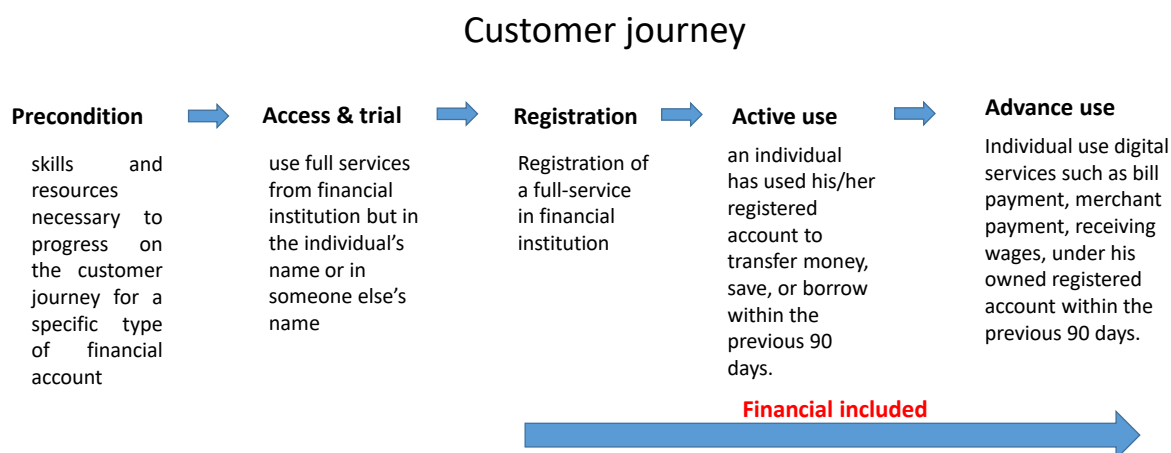 Customer journey
Precondition
skills and
resources
necessary to
progress on
the customer
journey for a
specific type
of financial
account
Access & trial
use full services
from financial
institution but in
the individual's
name or in
someone else's
name
Registration
Registration of
a full-service
in financial
institution
Active use
an individual
has used his/her
registered
account to
transfer money,
save, or borrow
within the
previous 90
days.
Advance use
Individual use digital
services such as bill
payment, merchant
payment, receiving
wages, under his
owned registered
account within the
previous 90 days.
Financial included